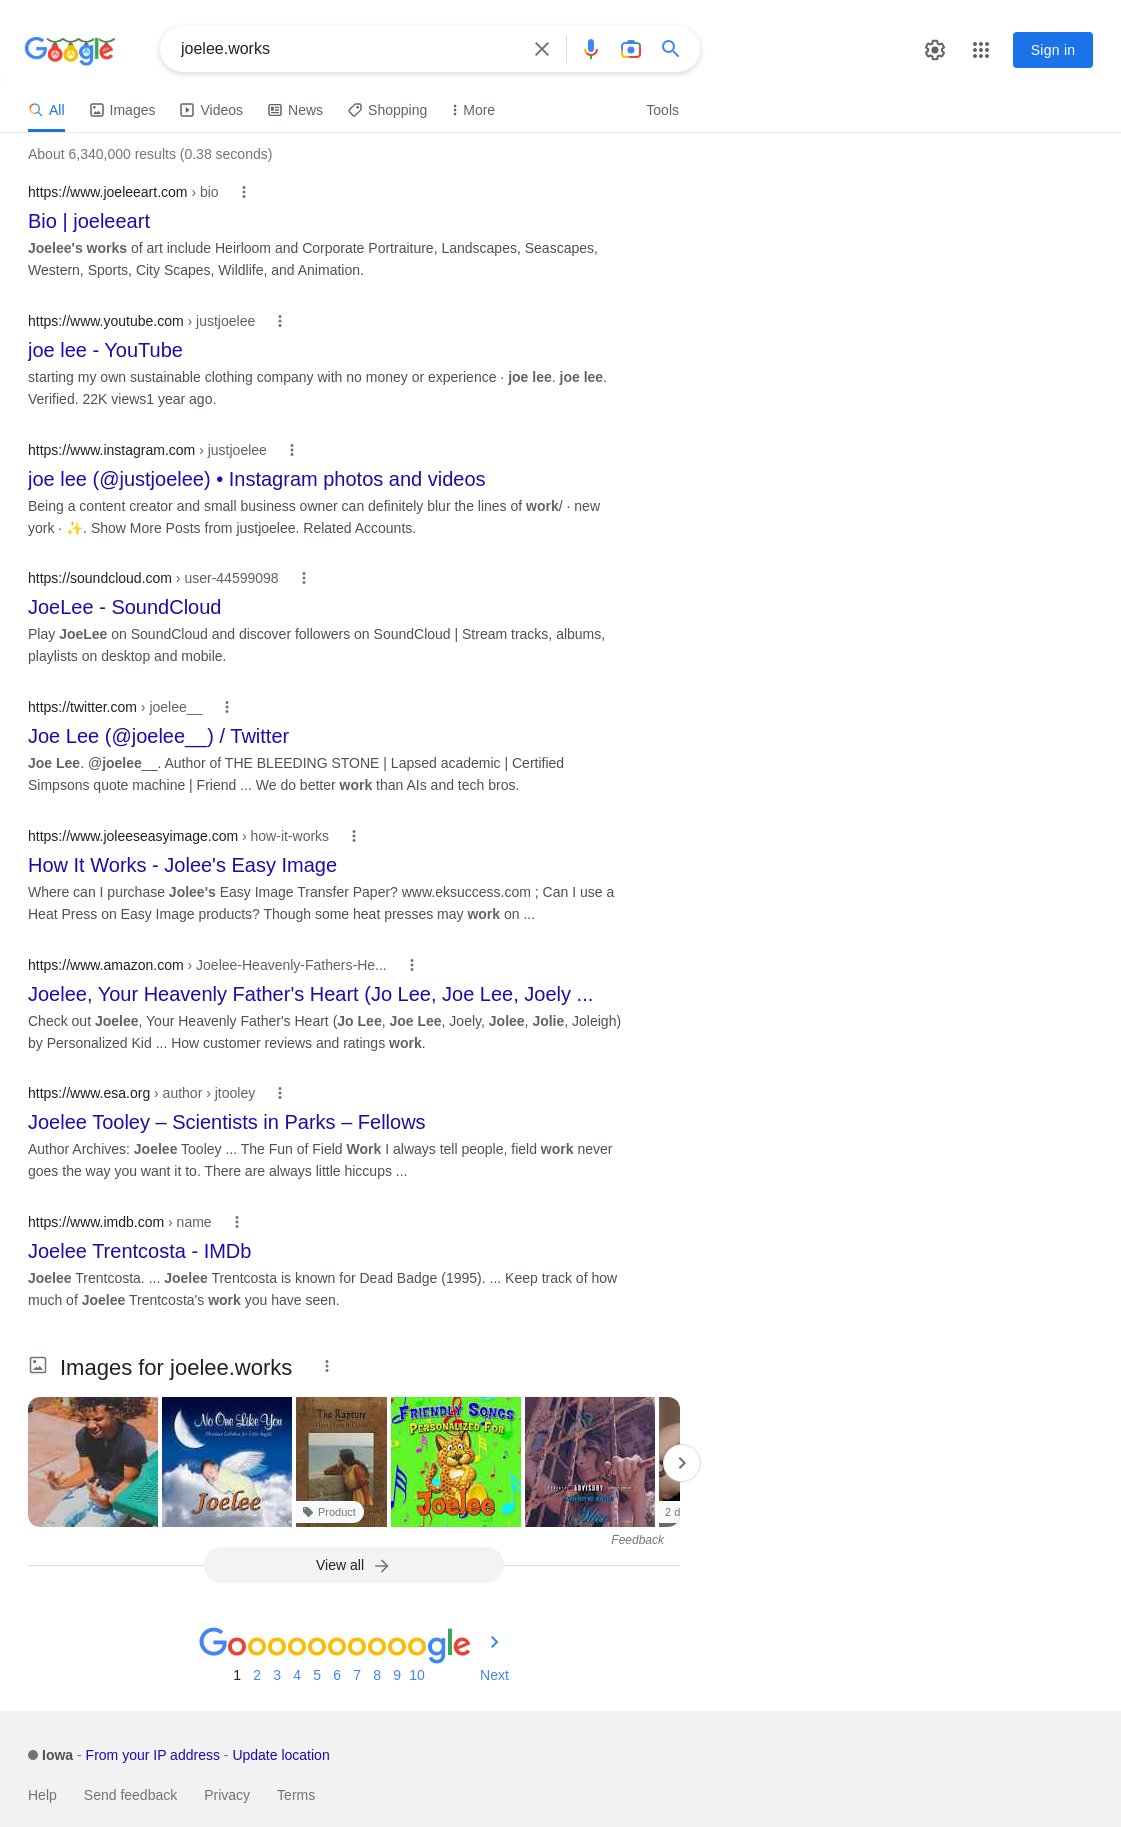 Google
joelee.works
Sign in
All Images Videos News Shopping More Tools
About 6,340,000 results (0.38 seconds)
https://www.joeleeart.com › bio
Bio | joeleeart
Joelee's works of art include Heirloom and Corporate Portraiture, Landscapes, Seascapes,
Western, Sports, City Scapes, Wildlife, and Animation.
https://www.youtube.com › justjoelee
joe lee - YouTube
starting my own sustainable clothing company with no money or experience · joe lee. joe lee.
Verified. 22K views1 year ago.
https://www.instagram.com › justjoelee
joe lee (@justjoelee) • Instagram photos and videos
Being a content creator and small business owner can definitely blur the lines of work/ · new
york · ✨. Show More Posts from justjoelee. Related Accounts.
https://soundcloud.com › user-44599098
JoeLee - SoundCloud
Play JoeLee on SoundCloud and discover followers on SoundCloud | Stream tracks, albums,
playlists on desktop and mobile.
https://twitter.com › joelee__
Joe Lee (@joelee__) / Twitter
Joe Lee. @joelee__. Author of THE BLEEDING STONE | Lapsed academic | Certified
Simpsons quote machine | Friend ... We do better work than AIs and tech bros.
https://www.joleeseasyimage.com › how-it-works
How It Works - Jolee's Easy Image
Where can I purchase Jolee's Easy Image Transfer Paper? www.eksuccess.com ; Can I use a
Heat Press on Easy Image products? Though some heat presses may work on ...
https://www.amazon.com › Joelee-Heavenly-Fathers-He...
Joelee, Your Heavenly Father's Heart (Jo Lee, Joe Lee, Joely ...
Check out Joelee, Your Heavenly Father's Heart (Jo Lee, Joe Lee, Joely, Jolee, Jolie, Joleigh)
by Personalized Kid ... How customer reviews and ratings work.
https://www.esa.org › author › jtooley
Joelee Tooley – Scientists in Parks – Fellows
Author Archives: Joelee Tooley ... The Fun of Field Work I always tell people, field work never
goes the way you want it to. There are always little hiccups ...
https://www.imdb.com › name
Joelee Trentcosta - IMDb
Joelee Trentcosta. ... Joelee Trentcosta is known for Dead Badge (1995). ... Keep track of how
much of Joelee Trentcosta's work you have seen.
Images for joelee.works
No One Like You
Joelee
The Rapture
Product
FRIENDLY SONGS
PERSONALIZED FOR
Joelee
ADVISORY
2 d
Feedback
View all
Goooooooooogle
1 2 3 4 5 6 7 8 9 10 Next
Iowa - From your IP address - Update location
Help Send feedback Privacy Terms